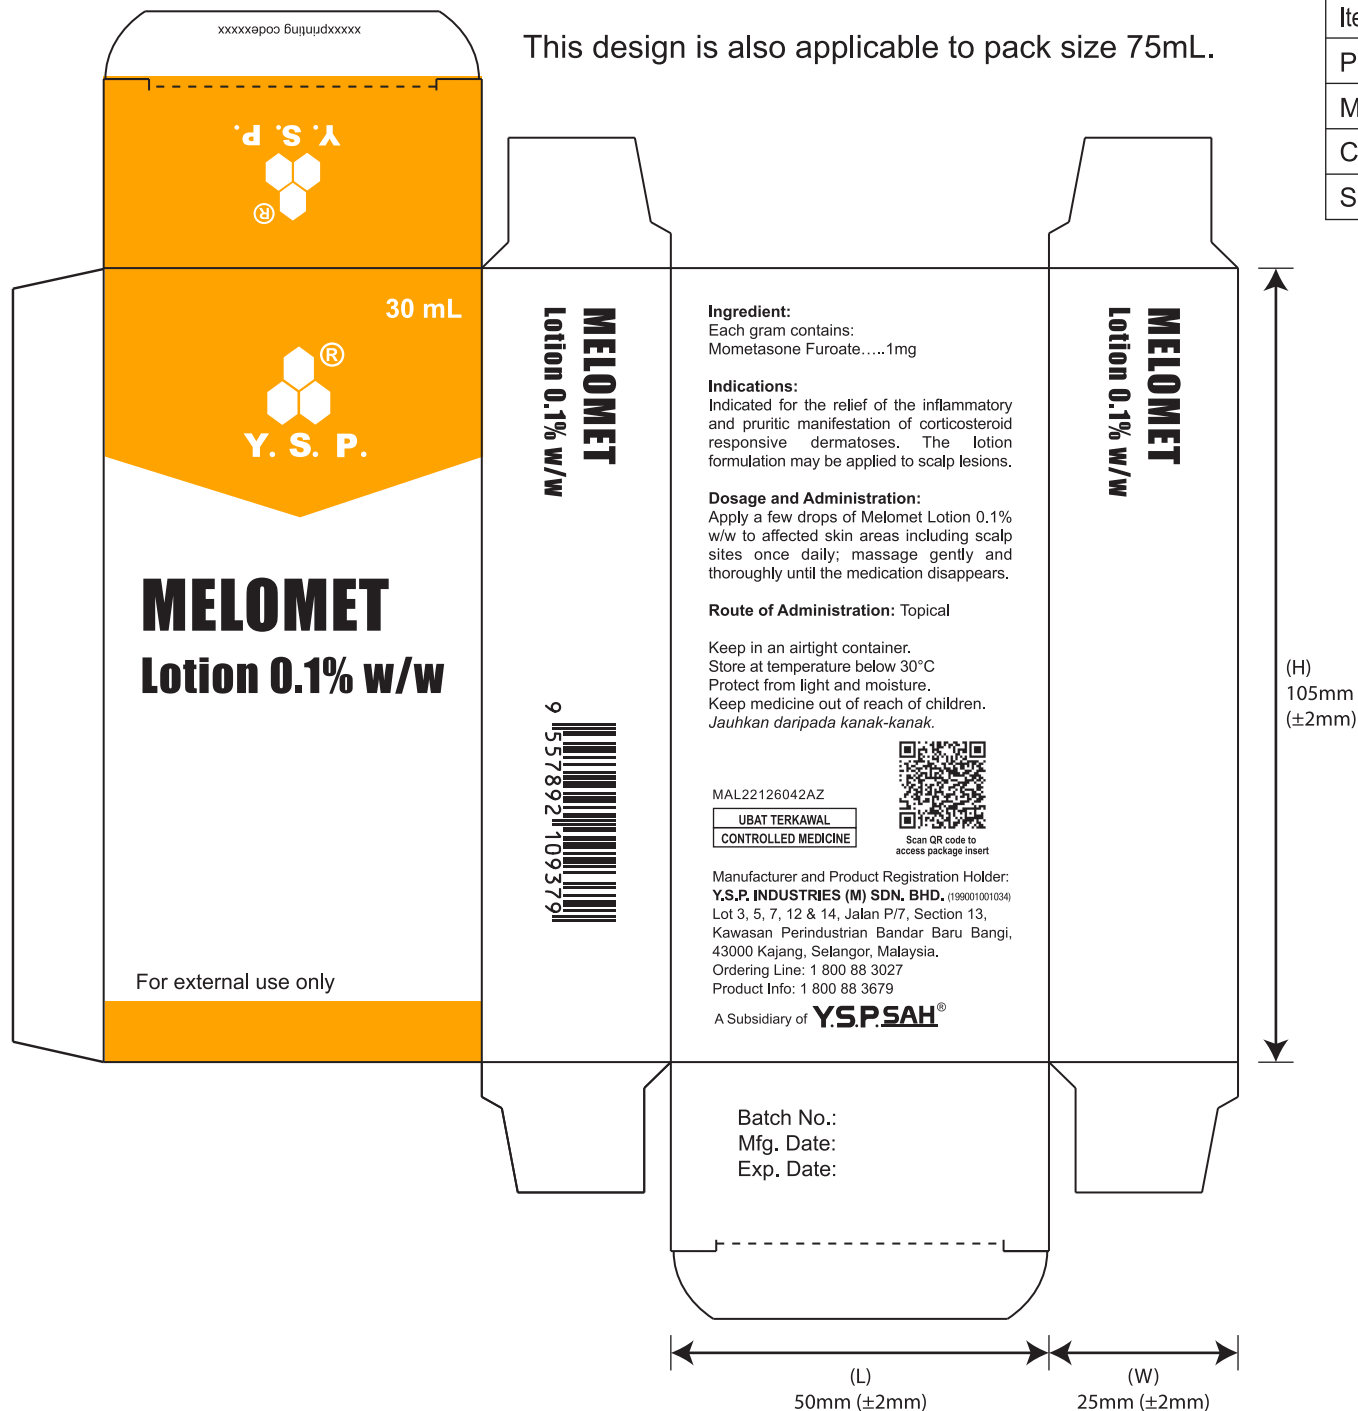 xxxxxxprinting codexxxxxx
This design is also applicable to pack size 75mL.
Y. S. P.
®
30 mL
®
Y. S. P.
MELOMET
Lotion 0.1% w/w
For external use only
MELOMET
Lotion 0.1% w/w
9 557892 109379
Ingredient:
Each gram contains:
Mometasone Furoate.....1mg
Indications:
Indicated for the relief of the inflammatory
and pruritic manifestation of corticosteroid
responsive dermatoses. The lotion
formulation may be applied to scalp lesions.
Dosage and Administration:
Apply a few drops of Melomet Lotion 0.1%
w/w to affected skin areas including scalp
sites once daily; massage gently and
thoroughly until the medication disappears.
Route of Administration: Topical
Keep in an airtight container.
Store at temperature below 30°C
Protect from light and moisture.
Keep medicine out of reach of children.
Jauhkan daripada kanak-kanak.
MAL22126042AZ
UBAT TERKAWAL
CONTROLLED MEDICINE
Scan QR code to
access package insert
Manufacturer and Product Registration Holder:
Y.S.P. INDUSTRIES (M) SDN. BHD. (199001001034)
Lot 3, 5, 7, 12 & 14, Jalan P/7, Section 13,
Kawasan Perindustrian Bandar Baru Bangi,
43000 Kajang, Selangor, Malaysia.
Ordering Line: 1 800 88 3027
Product Info: 1 800 88 3679
A Subsidiary of Y.S.P.SAH®
Batch No.:
Mfg. Date:
Exp. Date:
MELOMET
Lotion 0.1% w/w
(H)
105mm
(±2mm)
(L)
50mm (±2mm)
(W)
25mm (±2mm)